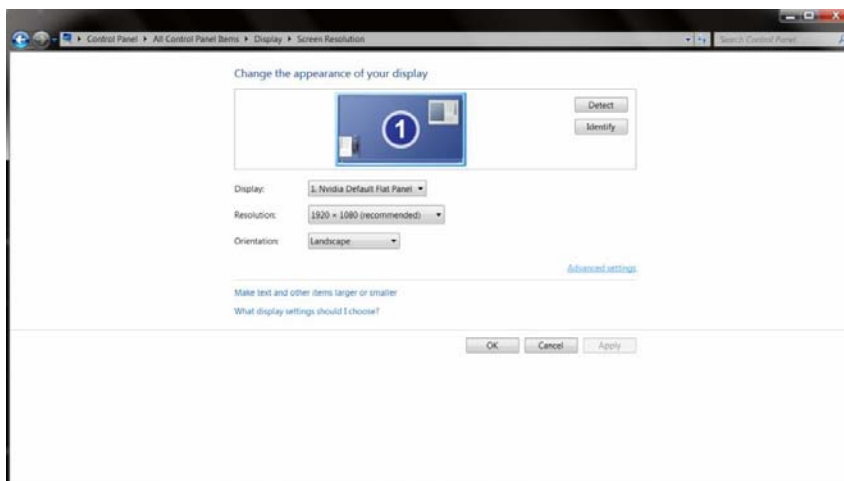 Control Panel ▸ All Control Panel Items ▸ Display ▸ Screen Resolution
Search Control Panel
Change the appearance of your display
1
Detect
Identify
Display: 1. Nvidia Default Flat Panel
Resolution: 1920 × 1080 (recommended)
Orientation: Landscape
Advanced settings
Make text and other items larger or smaller
What display settings should I choose?
OK Cancel Apply